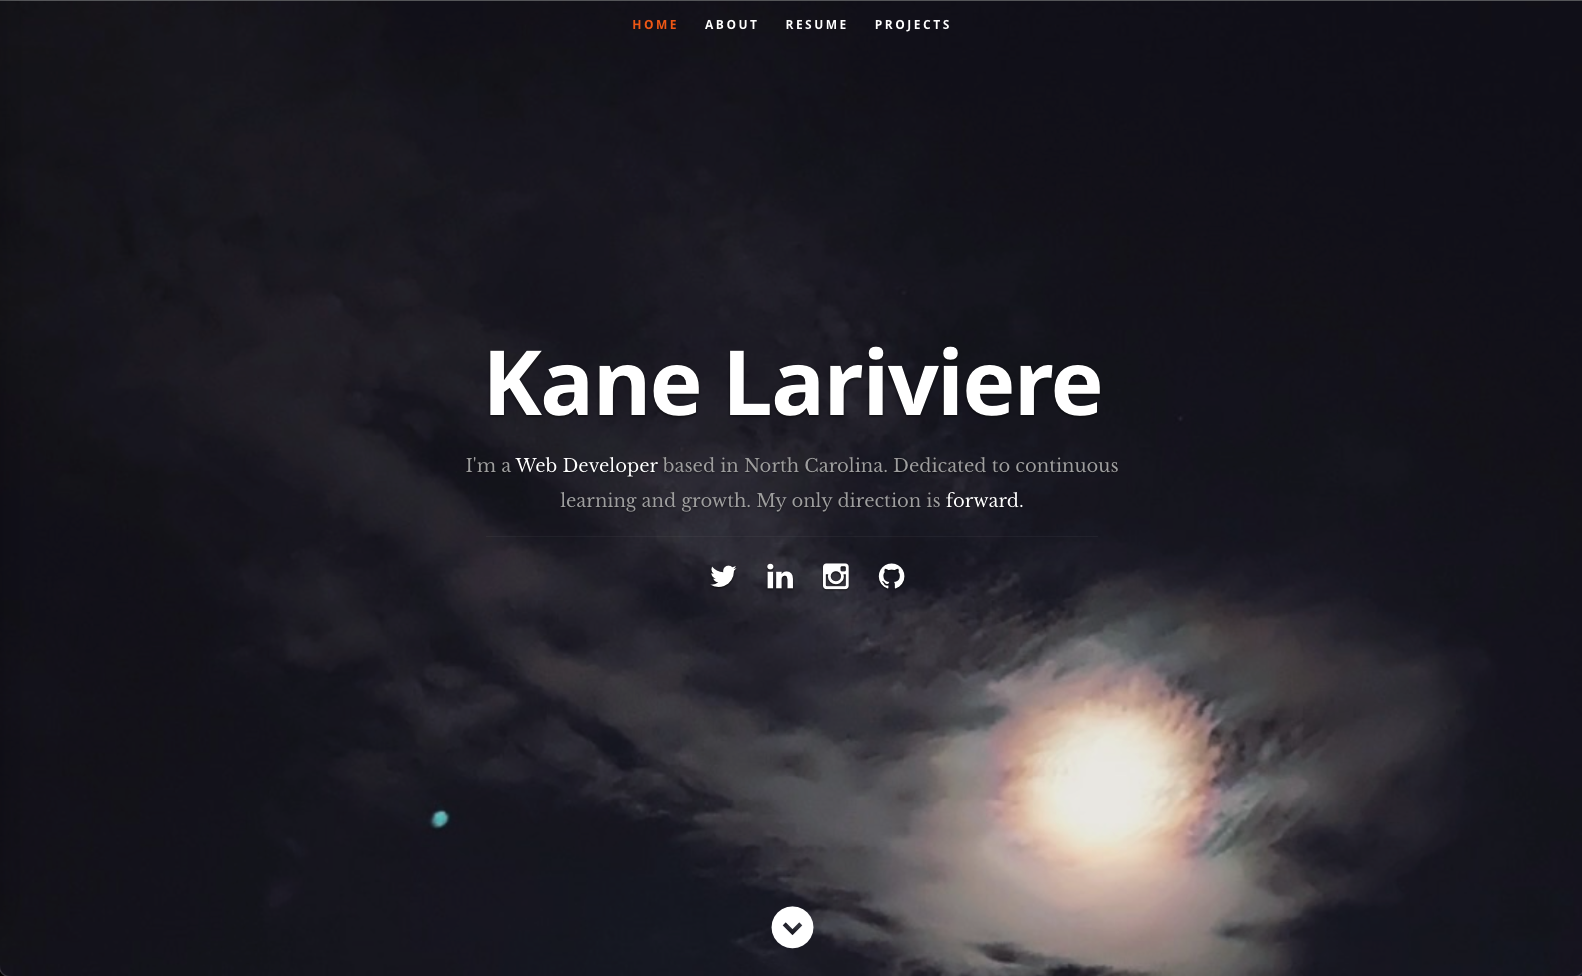 HOME ABOUT RESUME PROJECTS
Kane Lariviere
I'm a Web Developer based in North Carolina. Dedicated to continuous
learning and growth. My only direction is forward.
in